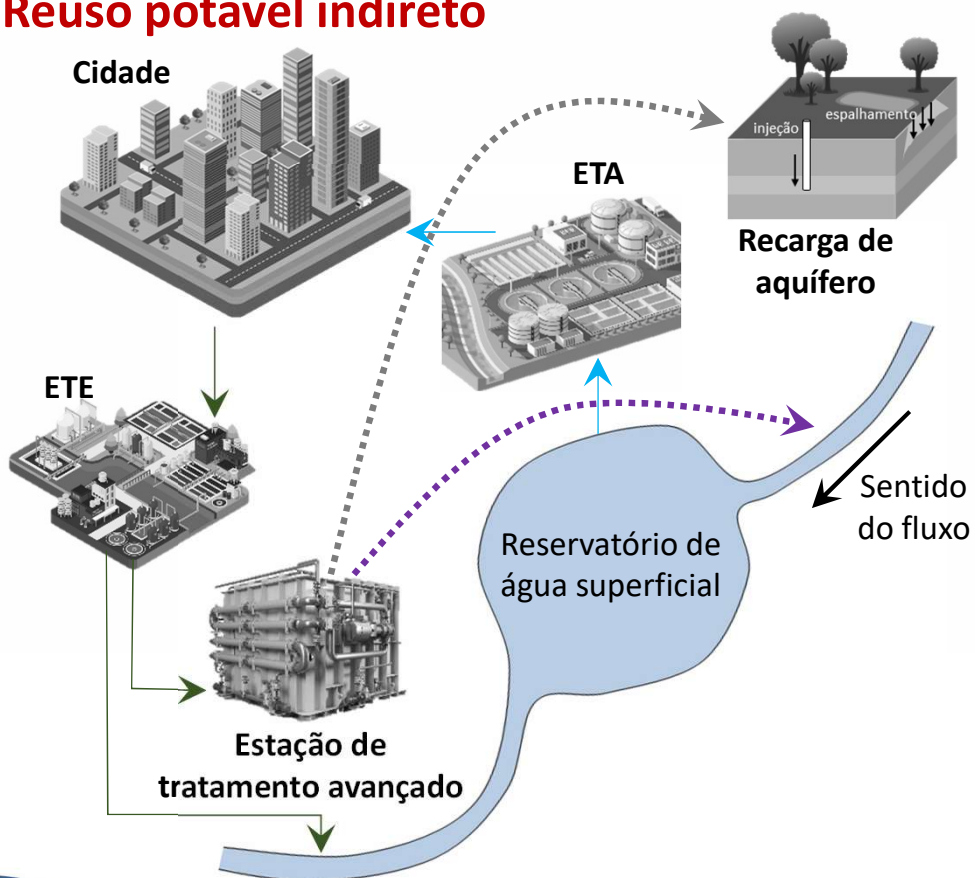 Reuso potável indireto
Cidade
injeção
espalhamento
ETA
Recarga de
aquífero
ETE
Sentido
do fluxo
Reservatório de
água superficial
Estação de
tratamento avançado